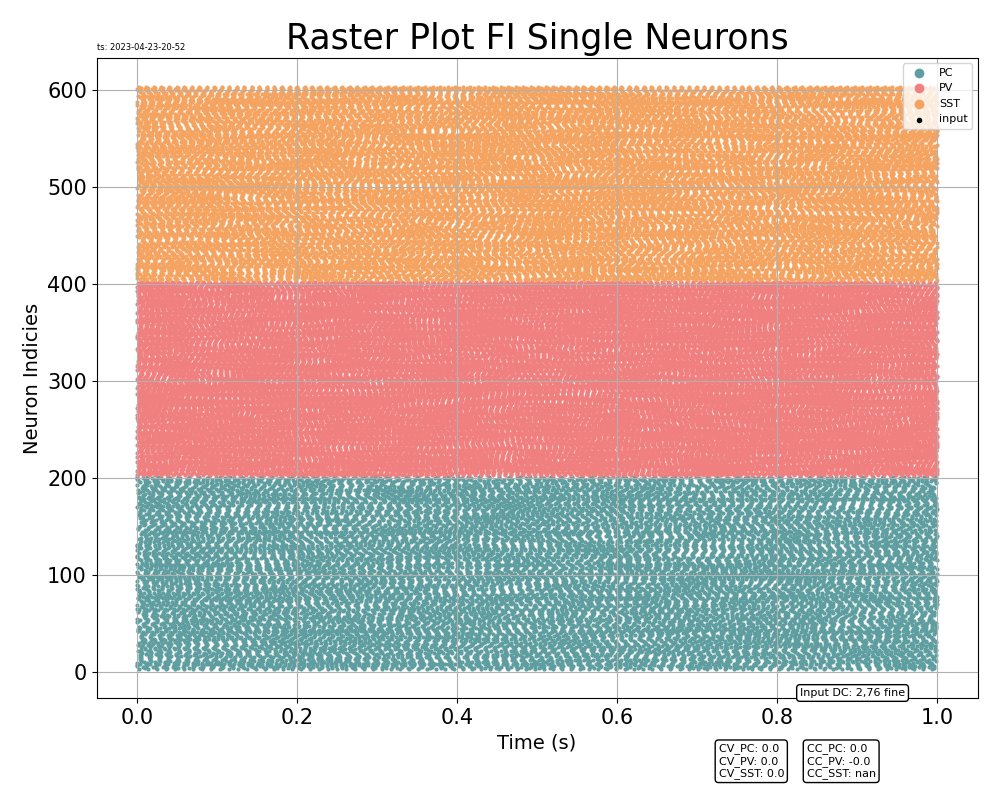 Raster Plot FI Single Neurons
ts: 2023-04-23-20-52
PC
PV
SST
input
600
500
400
300
200
100
0
Neuron Indicies
0.0 0.2 0.4 0.6 0.8 1.0
Time (s)
Input DC: 2,76 fine
CV_PC: 0.0
CV_PV: 0.0
CV_SST: 0.0
CC_PC: 0.0
CC_PV: -0.0
CC_SST: nan